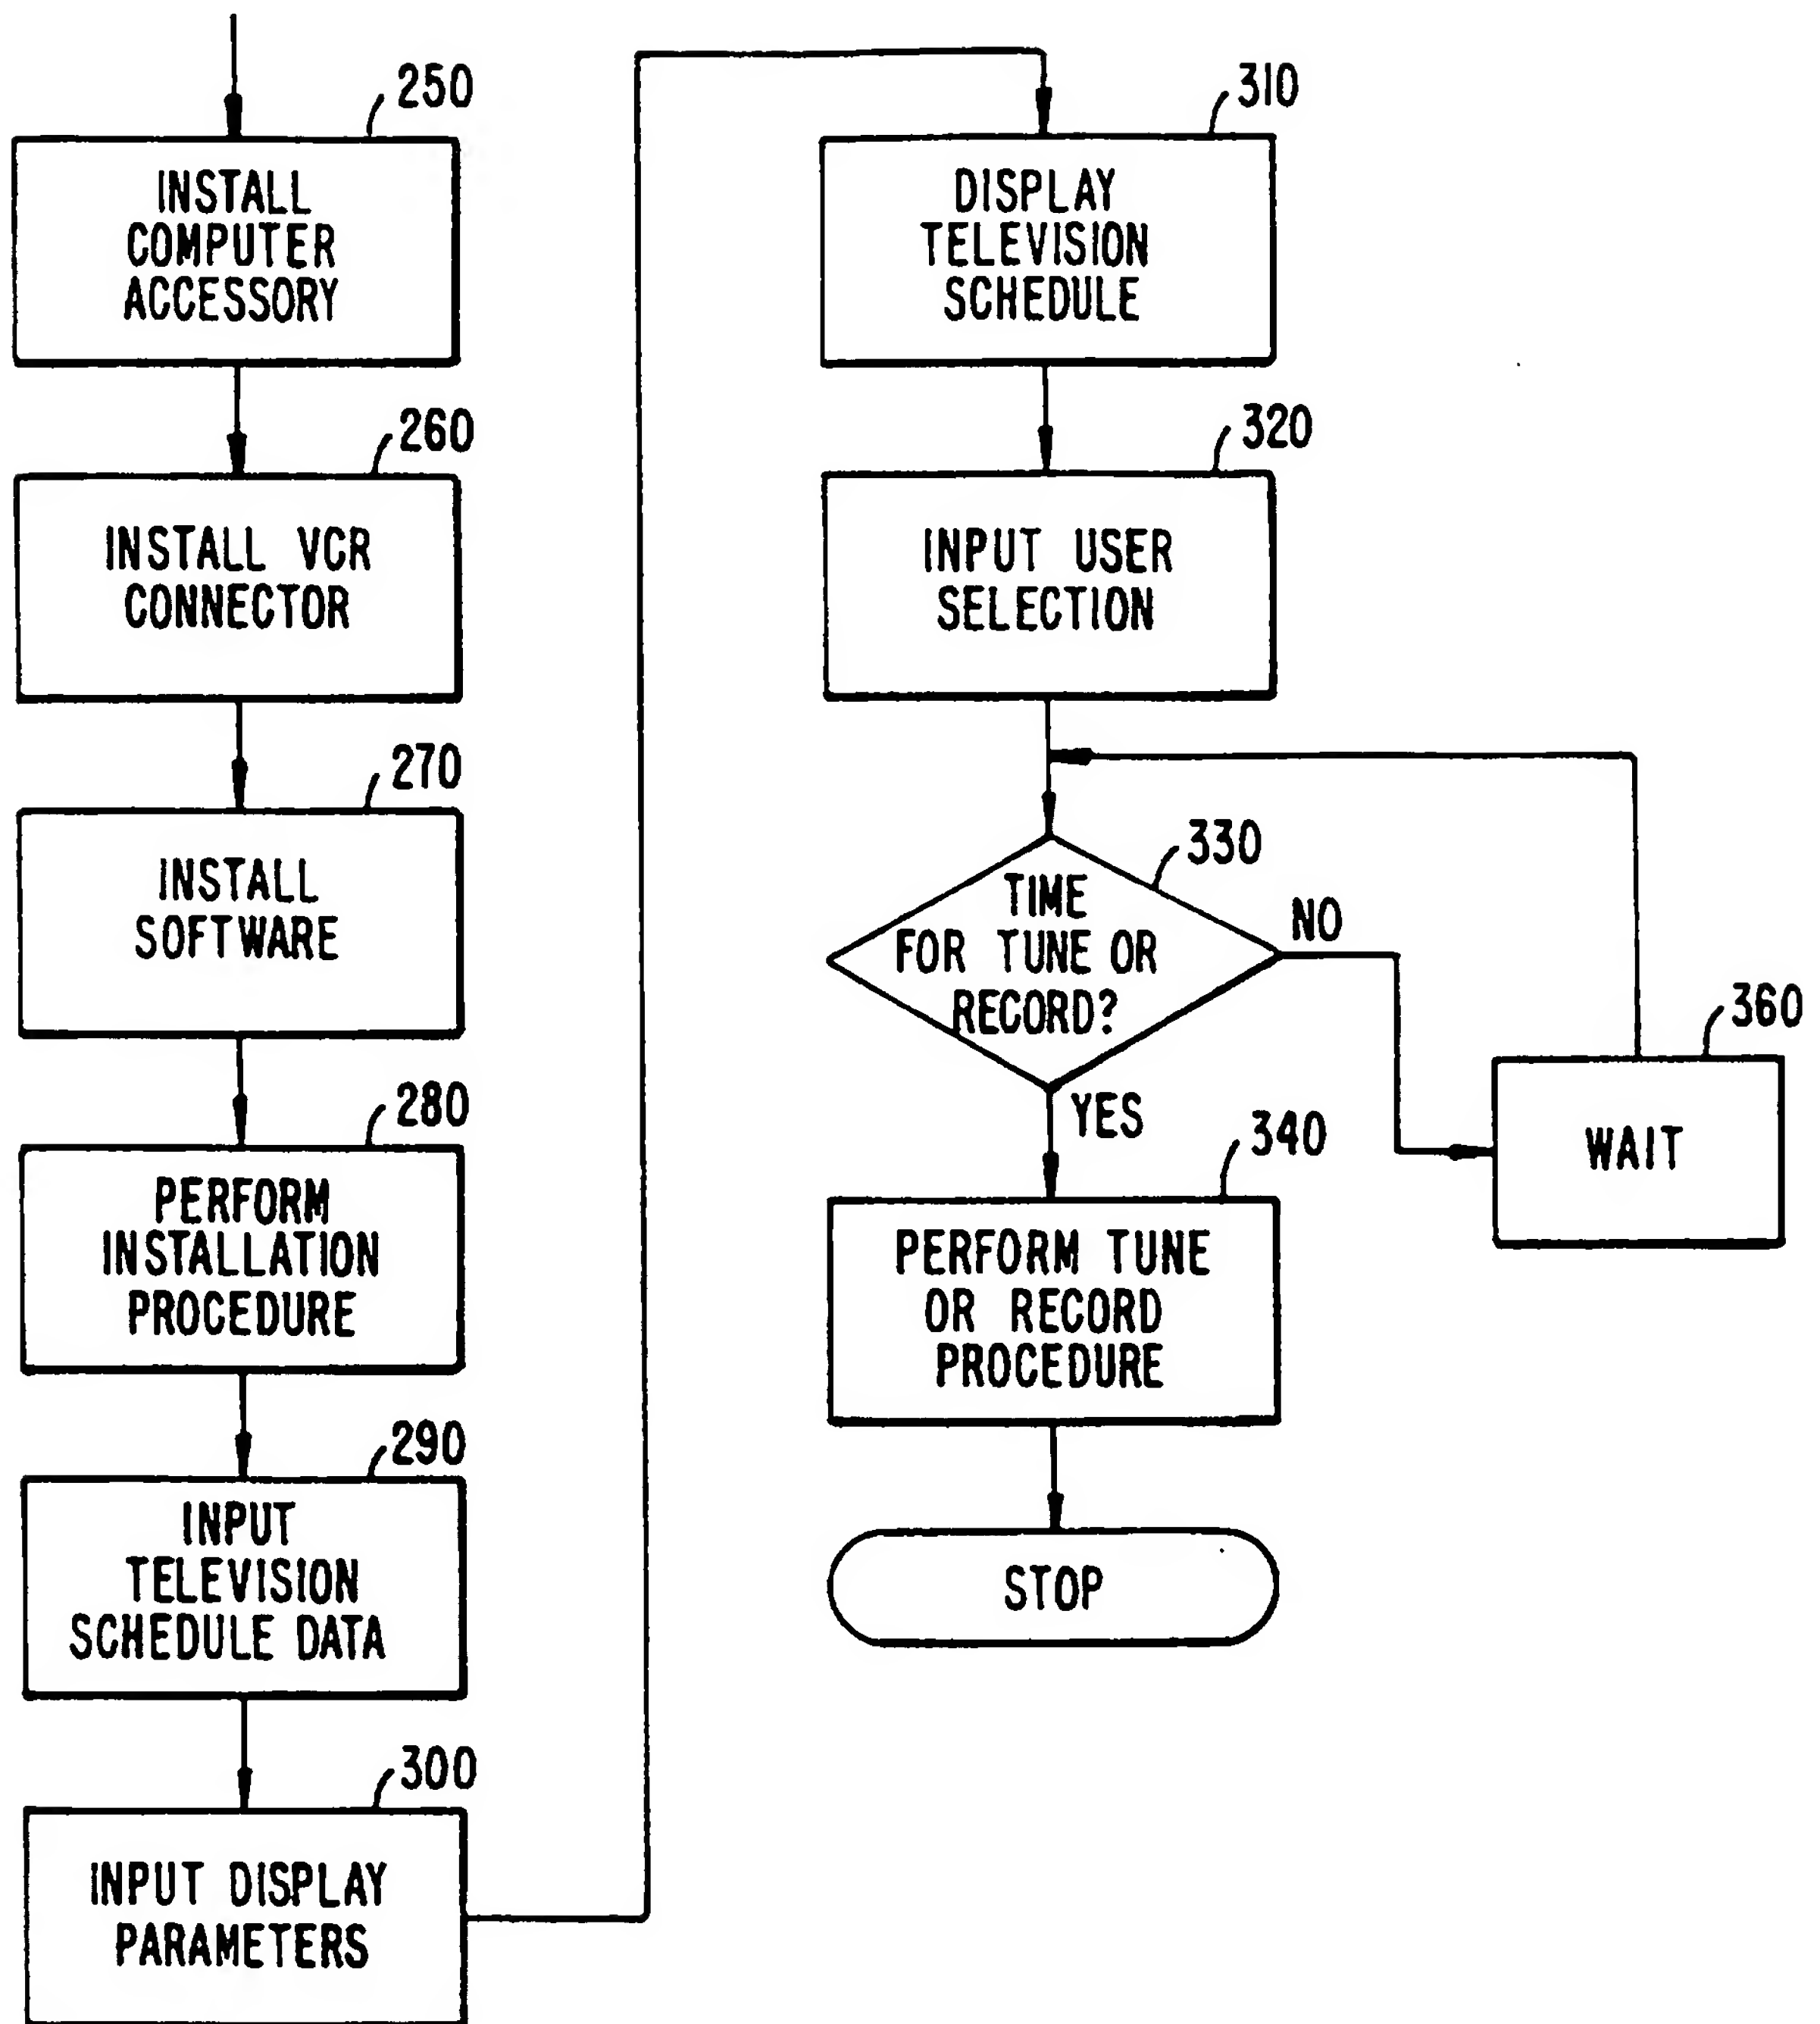 250
INSTALL
COMPUTER
ACCESSORY
260
INSTALL VCR
CONNECTOR
270
INSTALL
SOFTWARE
280
PERFORM
INSTALLATION
PROCEDURE
290
INPUT
TELEVISION
SCHEDULE DATA
300
INPUT DISPLAY
PARAMETERS
310
DISPLAY
TELEVISION
SCHEDULE
320
INPUT USER
SELECTION
330
TIME
FOR TUNE OR
RECORD?
NO
YES
360
WAIT
340
PERFORM TUNE
OR RECORD
PROCEDURE
STOP